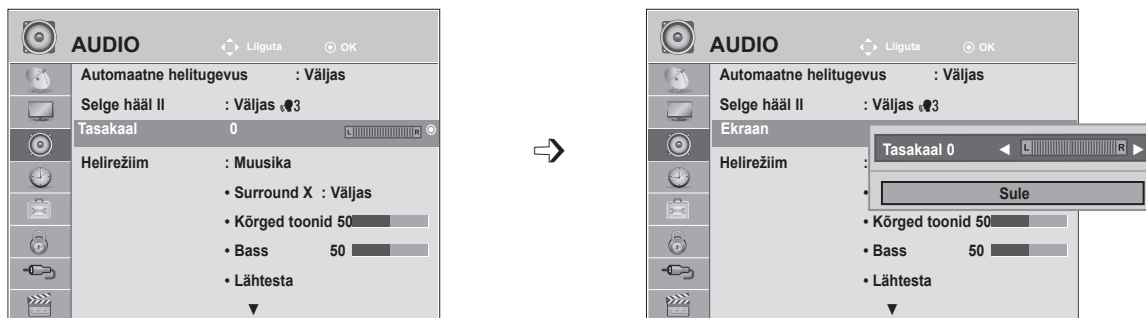 AUDIO Liiguta OK
Automaatne helitugevus : Väljas
Selge hääl II : Väljas 3
Tasakaal 0 L R
Helirežiim : Muusika
• Surround X : Väljas
• Kõrged toonid 50
• Bass 50
• Lähtesta
AUDIO Liiguta OK
Automaatne helitugevus : Väljas
Selge hääl II : Väljas 3
Ekraan
Tasakaal 0 L R
Helirežiim :
Sule
•
• Kõrged toonid 50
• Bass 50
• Lähtesta